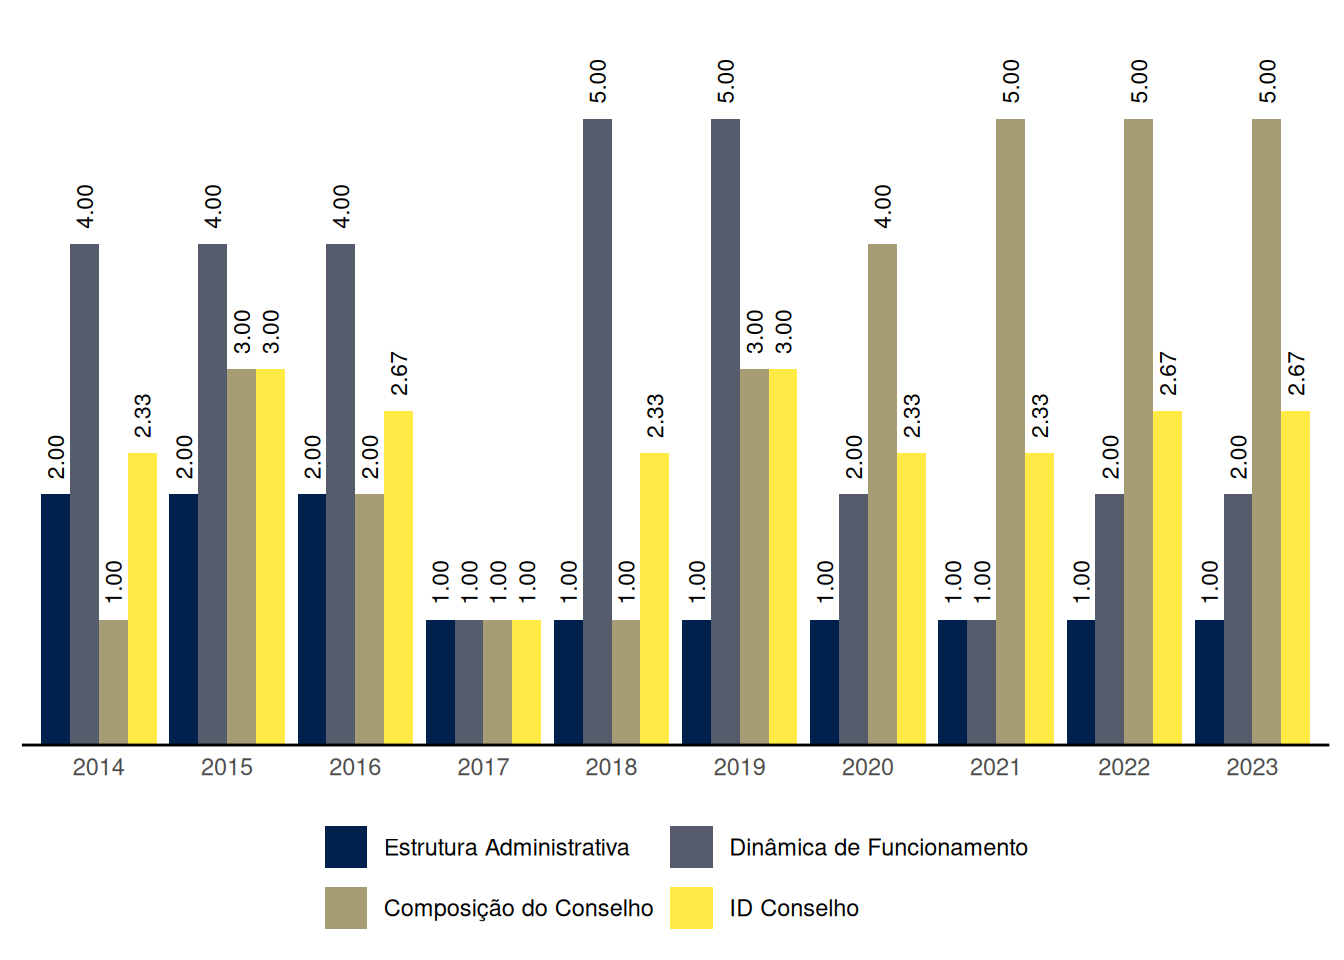 2.00 4.00 1.00 2.33
2.00 4.00 3.00 3.00
2.00 4.00 2.00 2.67
1.00 1.00 1.00 1.00
1.00 5.00 1.00 2.33
1.00 5.00 3.00 3.00
1.00 2.00 4.00 2.33
1.00 1.00 5.00 2.33
1.00 2.00 5.00 2.67
1.00 2.00 5.00 2.67
2014 2015 2016 2017 2018 2019 2020 2021 2022 2023
Estrutura Administrativa Dinâmica de Funcionamento
Composição do Conselho ID Conselho